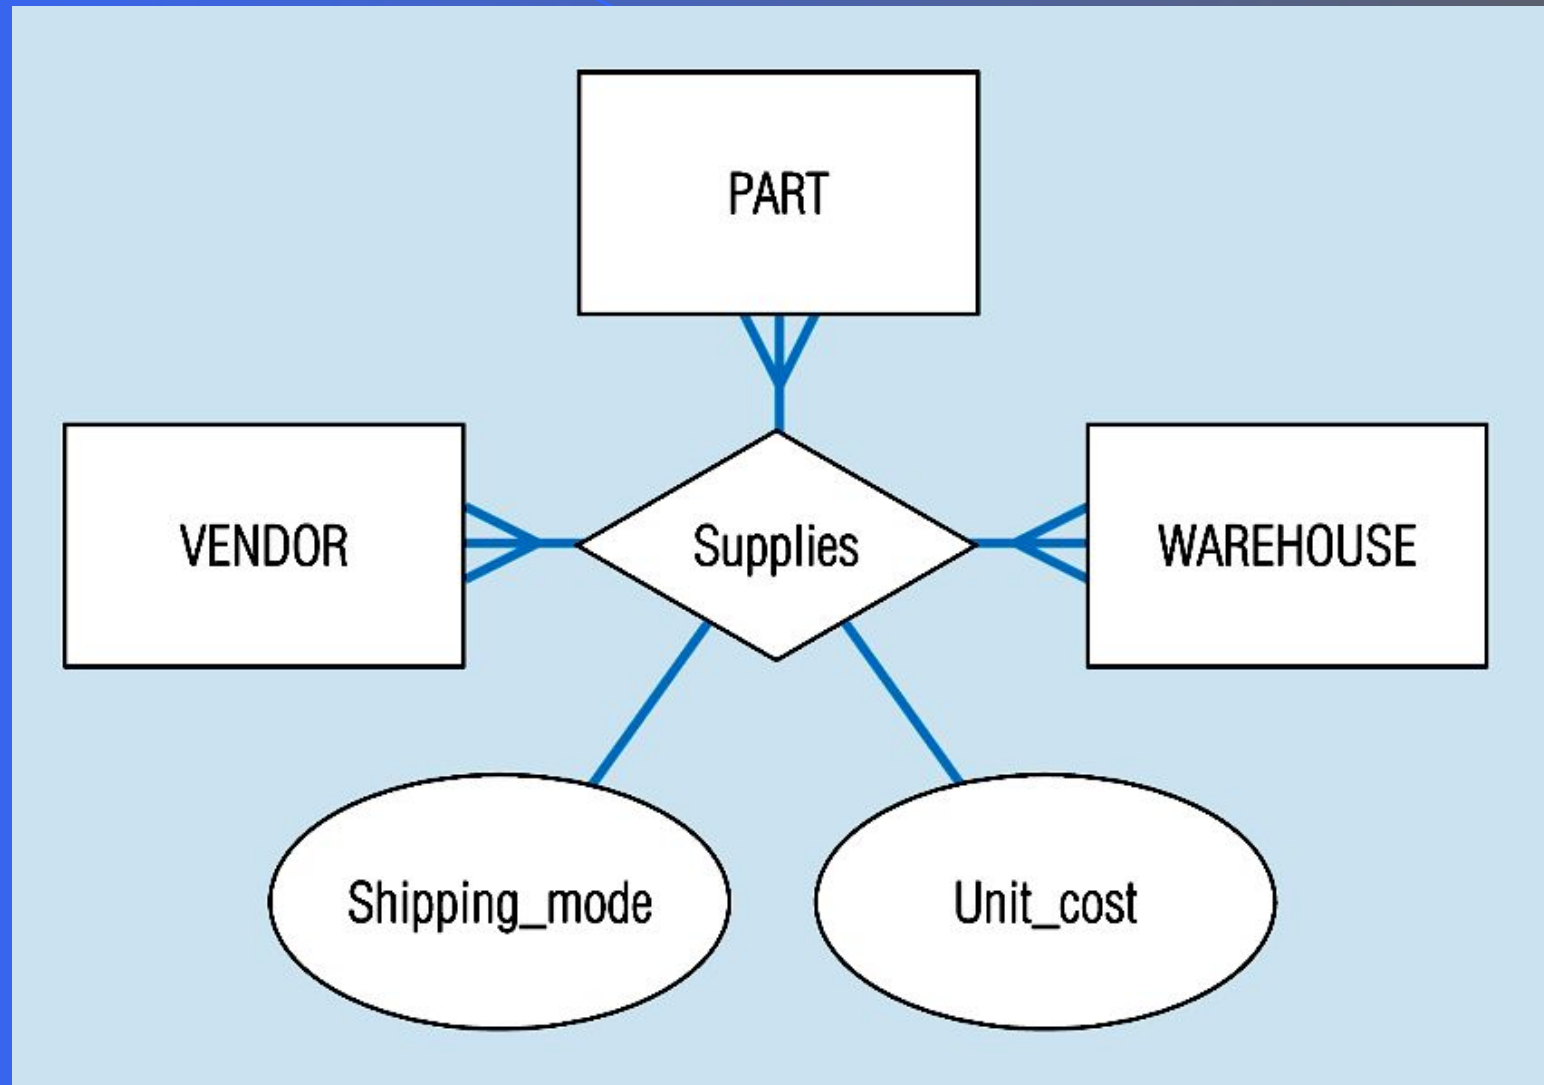 PART
VENDOR
Supplies
WAREHOUSE
Shipping_mode
Unit_cost